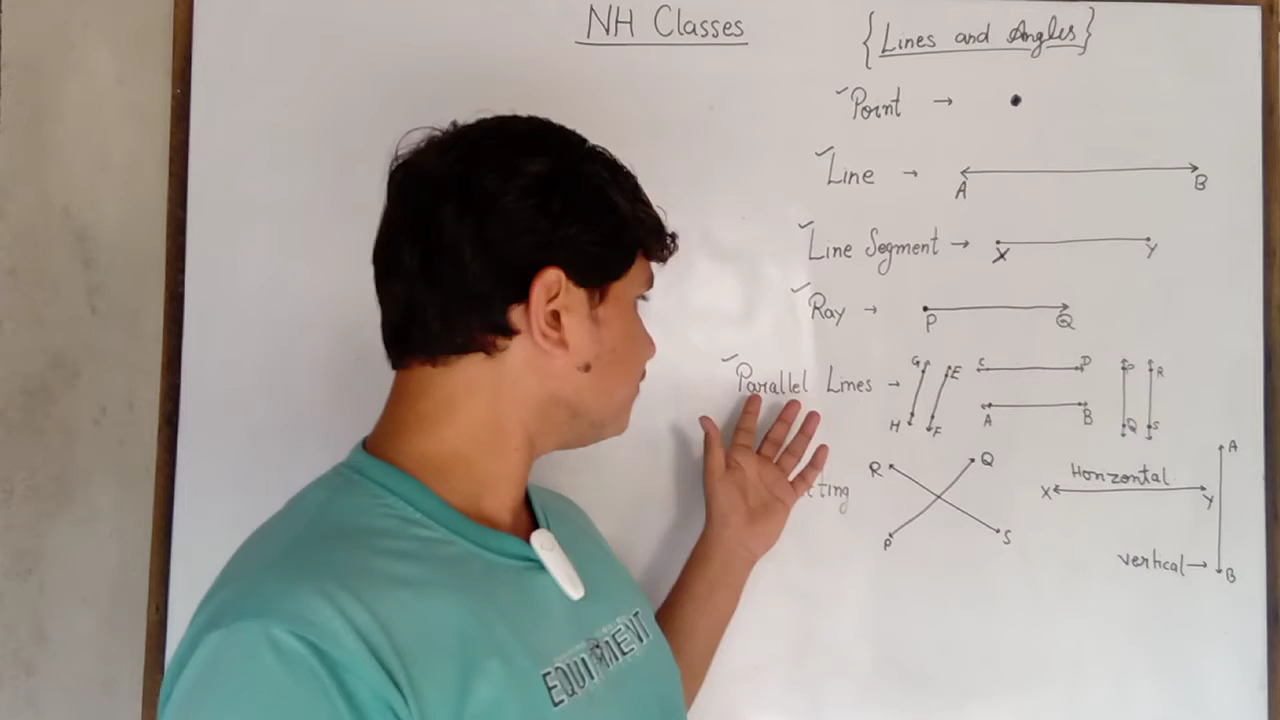 NH Classes
{Lines and Angles}
Point →
Line → A B
Line Segment → X Y
Ray → P Q
Parallel Lines → G H E F C D A B P Q R S
R Q P S
Horizontal
X Y
A B
vertical →
EQUIPMENT